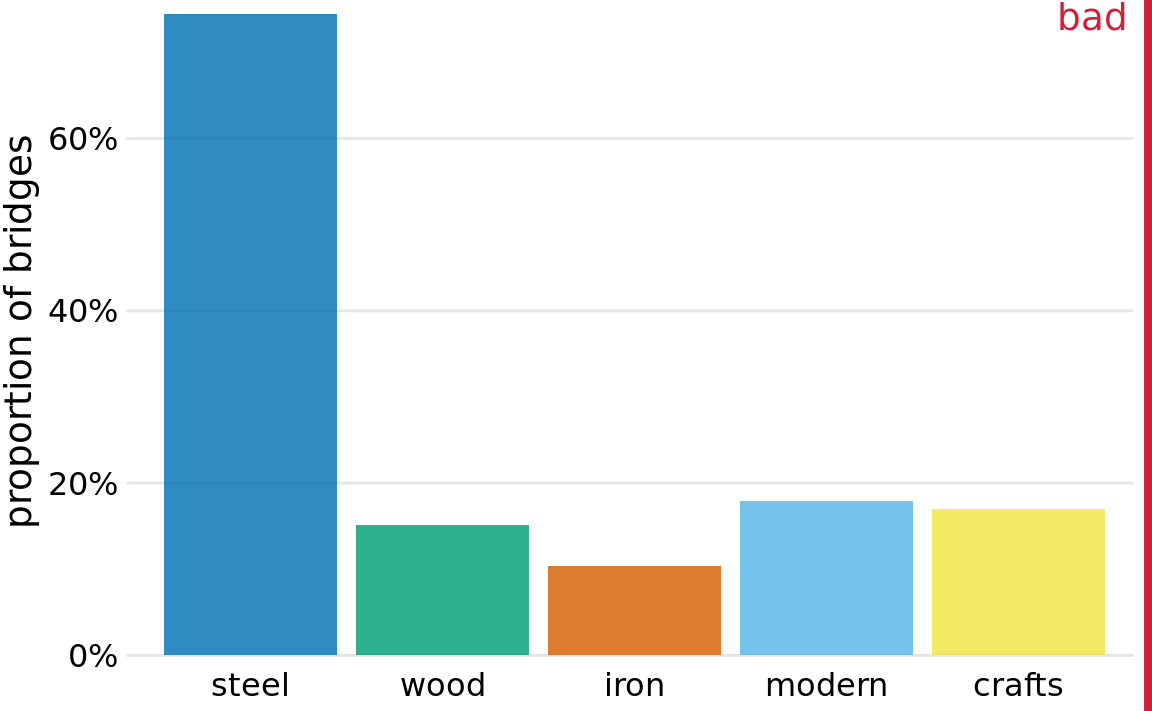 bad
proportion of bridges
60%
40%
20%
0%
steel wood iron modern crafts